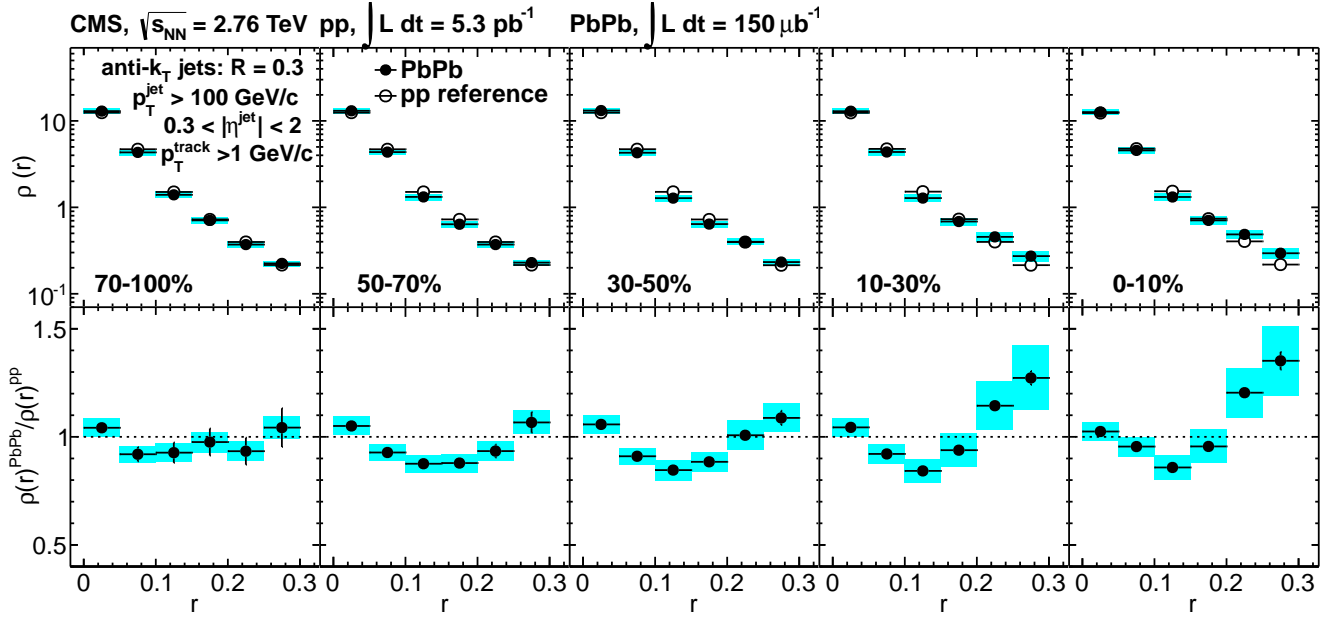 CMS, √s_NN = 2.76 TeV pp, ∫L dt = 5.3 pb⁻¹ PbPb, ∫L dt = 150 μb⁻¹
anti-k_T jets: R = 0.3
p_T^jet > 100 GeV/c
0.3 < |η^jet| < 2
p_T^track >1 GeV/c
PbPb
pp reference
ρ (r)
10
1
10⁻¹
70-100%
50-70%
30-50%
10-30%
0-10%
ρ(r)^PbPb/ρ(r)^pp
1.5
1
0.5
0 0.1 0.2 0.3 0 0.1 0.2 0.3 0 0.1 0.2 0.3 0 0.1 0.2 0.3 0 0.1 0.2 0.3
r r r r r